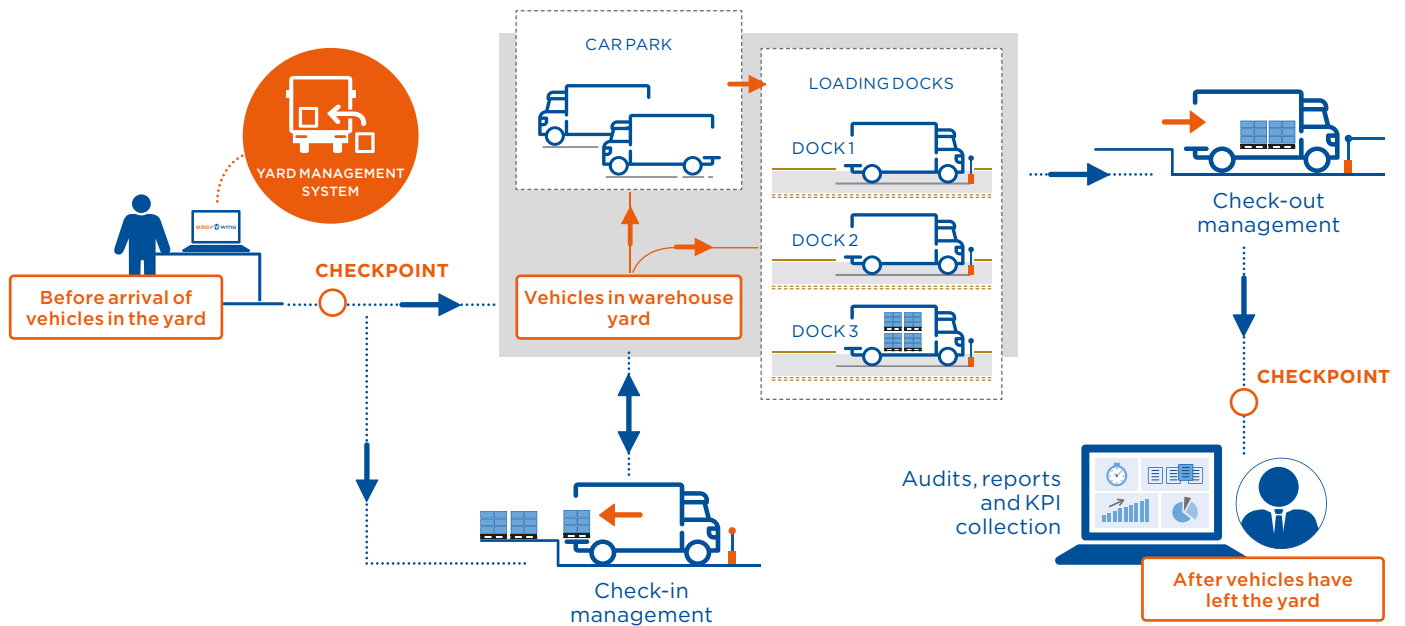 YARD MANAGEMENT
SYSTEM
easy wms
Before arrival of
vehicles in the yard
CHECKPOINT
CAR PARK
LOADING DOCKS
DOCK 1
DOCK 2
DOCK 3
Vehicles in warehouse
yard
Check-in
management
Check-out
management
CHECKPOINT
Audits, reports
and KPI
collection
After vehicles have
left the yard